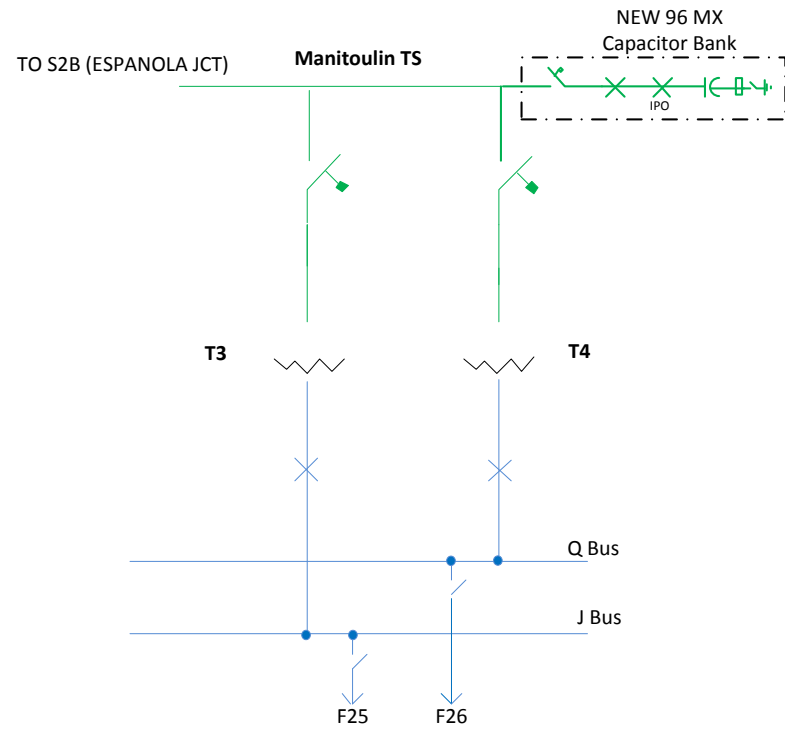 NEW 96 MX
Capacitor Bank
TO S2B (ESPANOLA JCT)
Manitoulin TS
IPO
T3
T4
Q Bus
J Bus
F25
F26